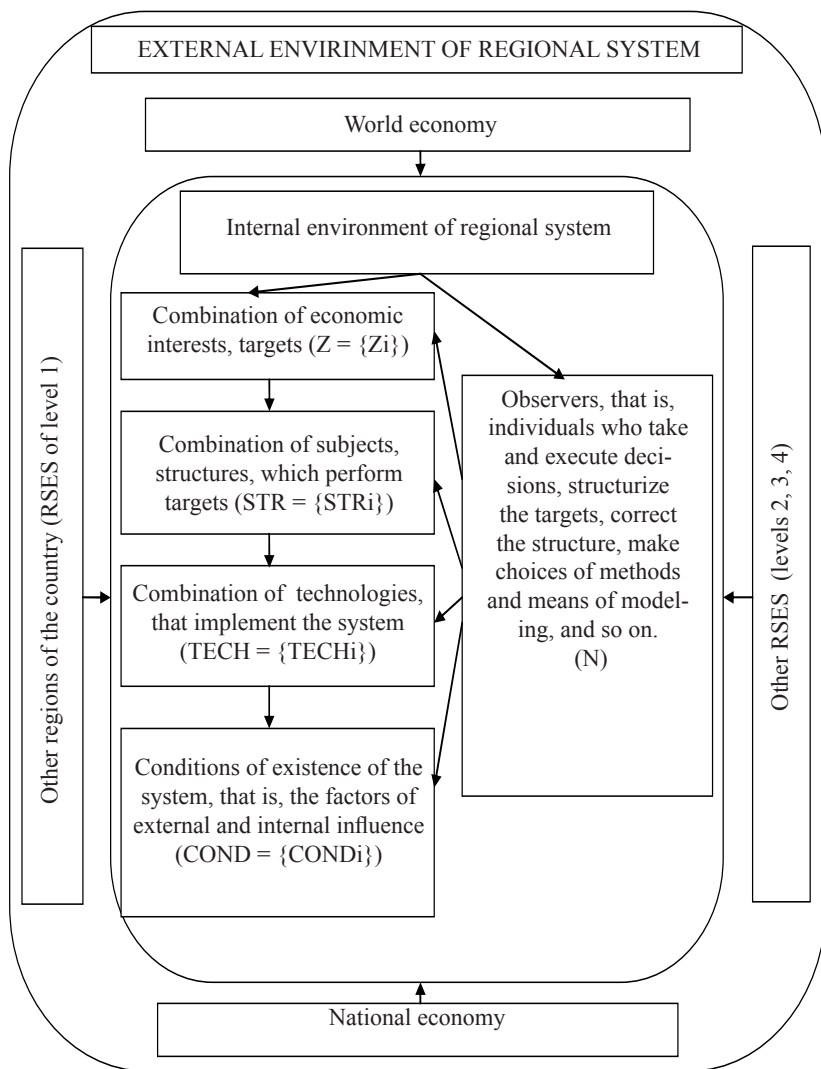 EXTERNAL ENVIRINMENT OF REGIONAL SYSTEM
World economy
Internal environment of regional system
Other regions of the country (RSES of level 1)
Combination of economic
interests, targets (Z = {Zi})
Combination of subjects,
structures, which perform
targets (STR = {STRi})
Combination of technologies,
that implement the system
(TECH = {TECHi})
Conditions of existence of the
system, that is, the factors of
external and internal influence
(COND = {CONDi})
Observers, that is,
individuals who take
and execute deci-
sions, structurize
the targets, correct
the structure, make
choices of methods
and means of model-
ing, and so on.
(N)
Other RSES (levels 2, 3, 4)
National economy